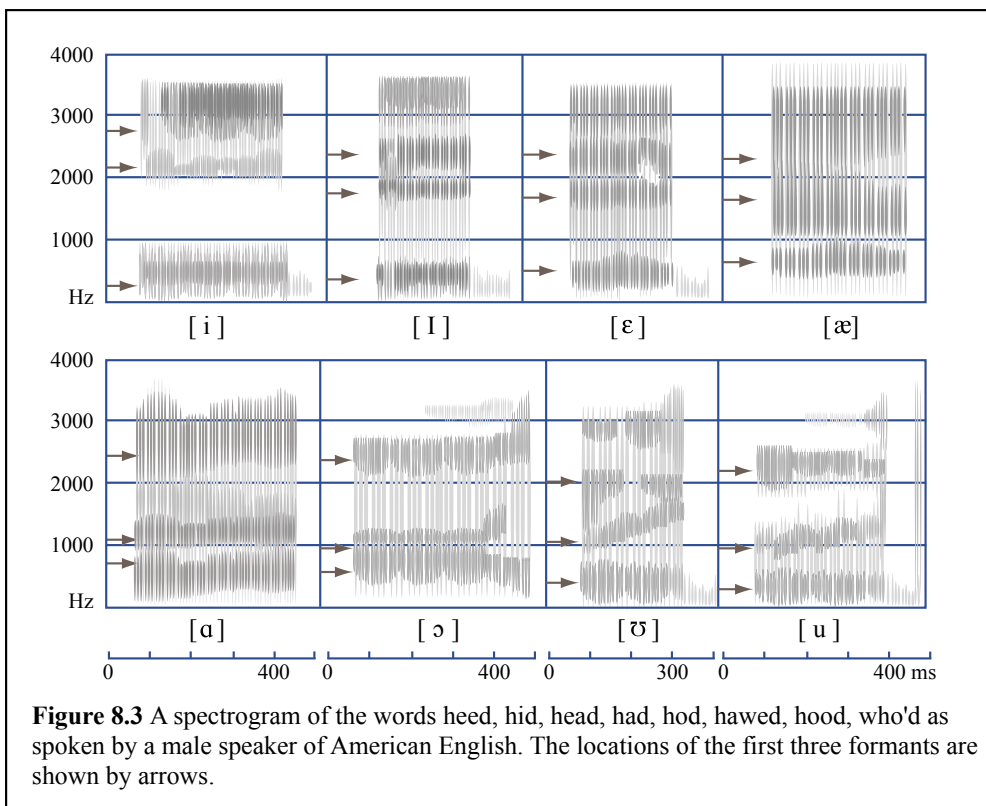 4000
3000
2000
1000
Hz
[ i ] [ I ] [ ɛ ] [æ]
4000
3000
2000
1000
Hz
[ɑ] [ ɔ ] [ ʊ ] [ u ]
0 400 0 400 0 300 0 400 ms
Figure 8.3 A spectrogram of the words heed, hid, head, had, hod, hawed, hood, who'd as
spoken by a male speaker of American English. The locations of the first three formants are
shown by arrows.